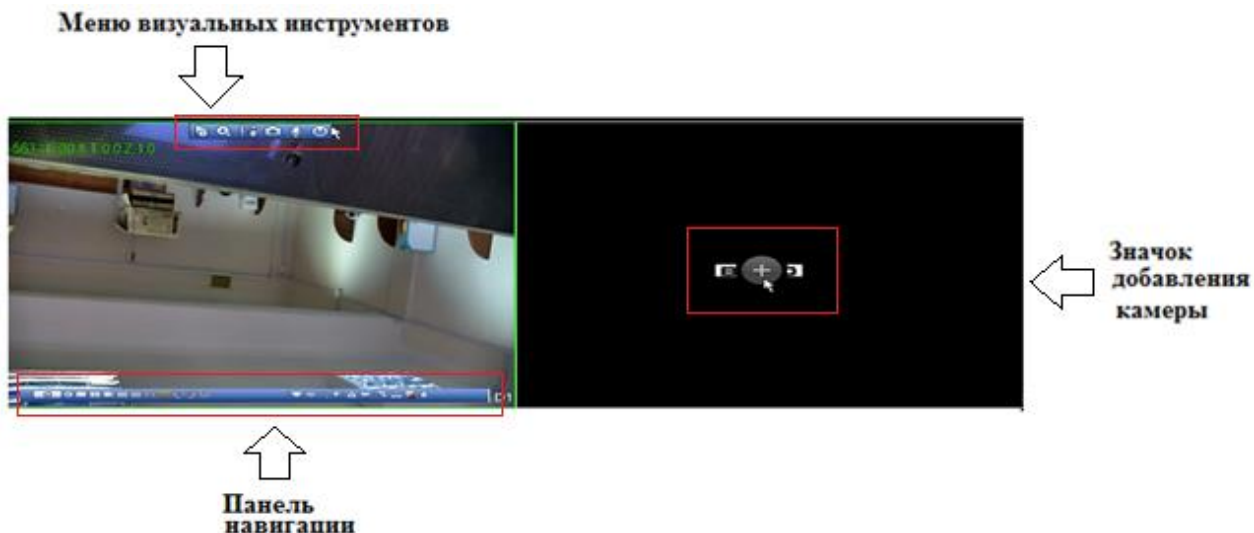 Меню визуальных инструментов
Значок
добавления
камеры
Панель
навигации